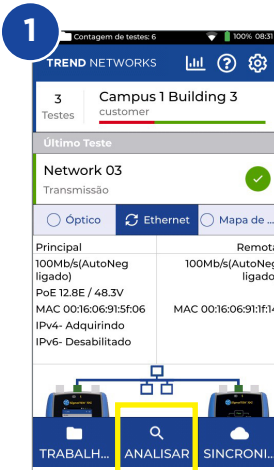 1
Contagem de testes: 6 100% 08:31
TREND NETWORKS ?
3 Campus 1 Building 3
Testes customer
Último Teste
Network 03
Transmissão
Óptico Ethernet Mapa de ...
Principal Remota
100Mb/s(AutoNeg 100Mb/s(AutoNeg
ligado) ligado)
PoE 12.8E / 48.3V
MAC 00:16:06:91:5f:06 MAC 00:16:06:91:1f:14
IPv4- Adquirindo
IPv6- Desabilitado
TRABALH... ANALISAR SINCRONI...